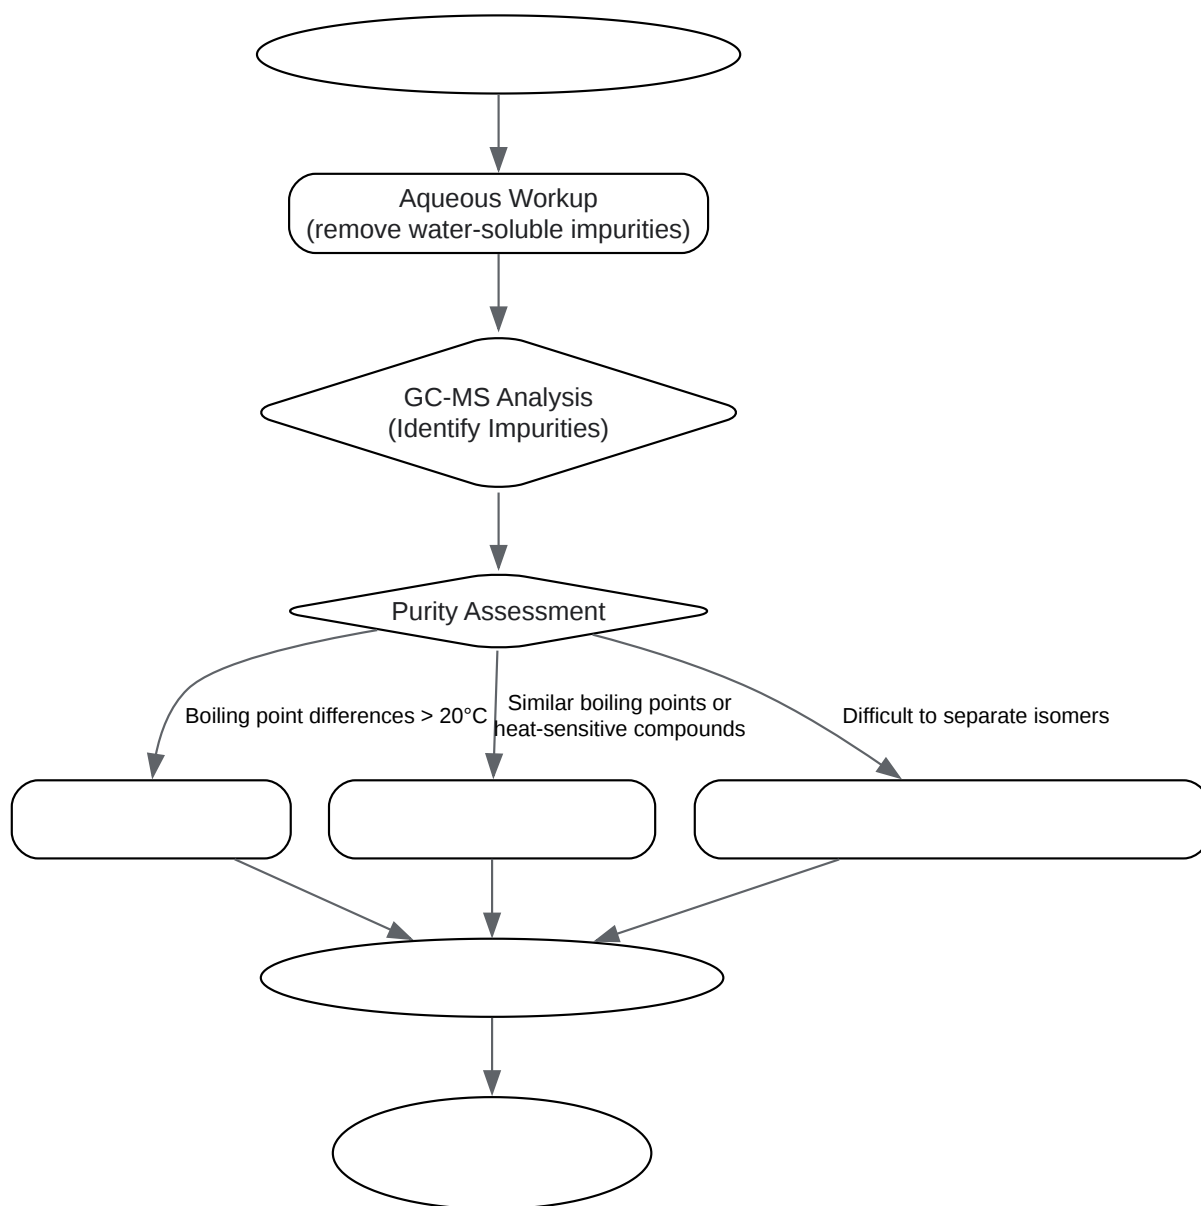 Aqueous Workup
(remove water-soluble impurities)
GC-MS Analysis
(Identify Impurities)
Purity Assessment
Boiling point differences > 20°C
Similar boiling points or
heat-sensitive compounds
Difficult to separate isomers